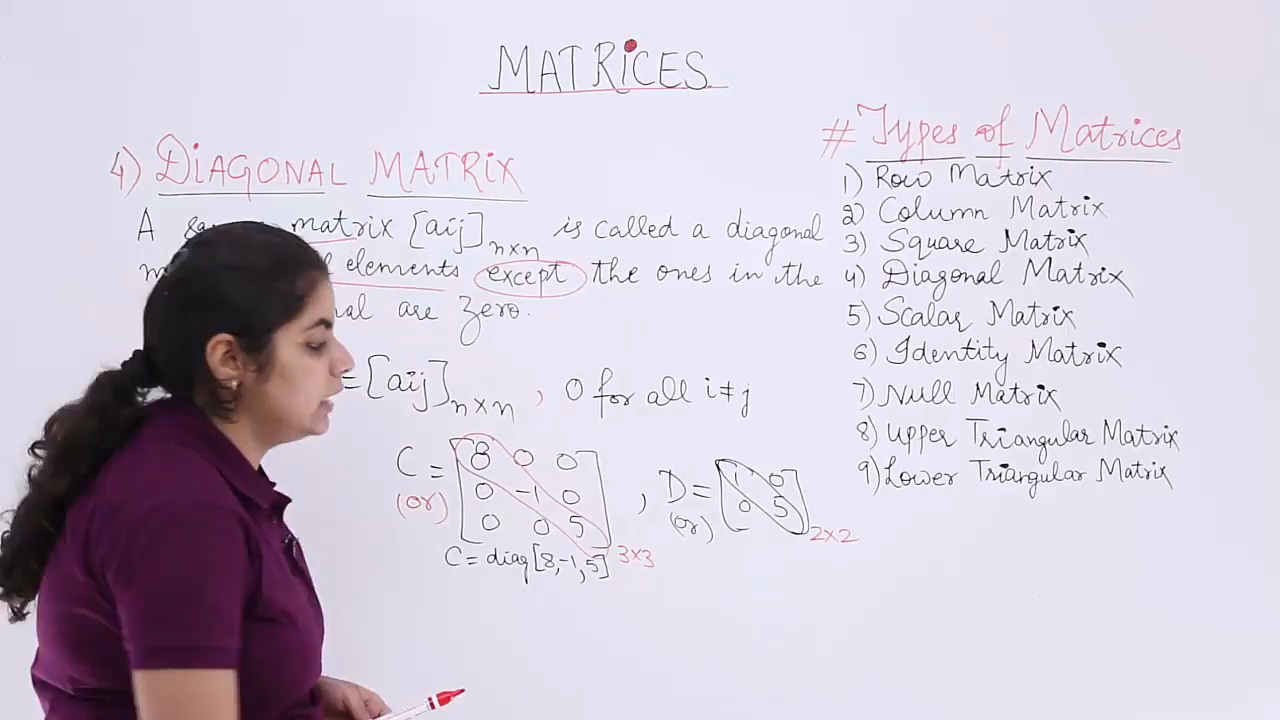 MATRiCES
4) DiAGONAL MATRiX
A matrix [aij] n×n is called a diagonal
elements except the ones in the
are zero.
= [aij] n×n , 0 for all i≠j
C = [8 0 0
(or) 0 -1 0
0 0 5] 3×3
C = diag[8,-1,5]
, D = [1 0
(or) 0 5] 2×2
# Types of Matrices
1) Row Matrix
2) Column Matrix
3) Square Matrix
4) Diagonal Matrix
5) Scalar Matrix
6) Identity Matrix
7) Null Matrix
8) Upper Triangular Matrix
9) Lower Triangular Matrix